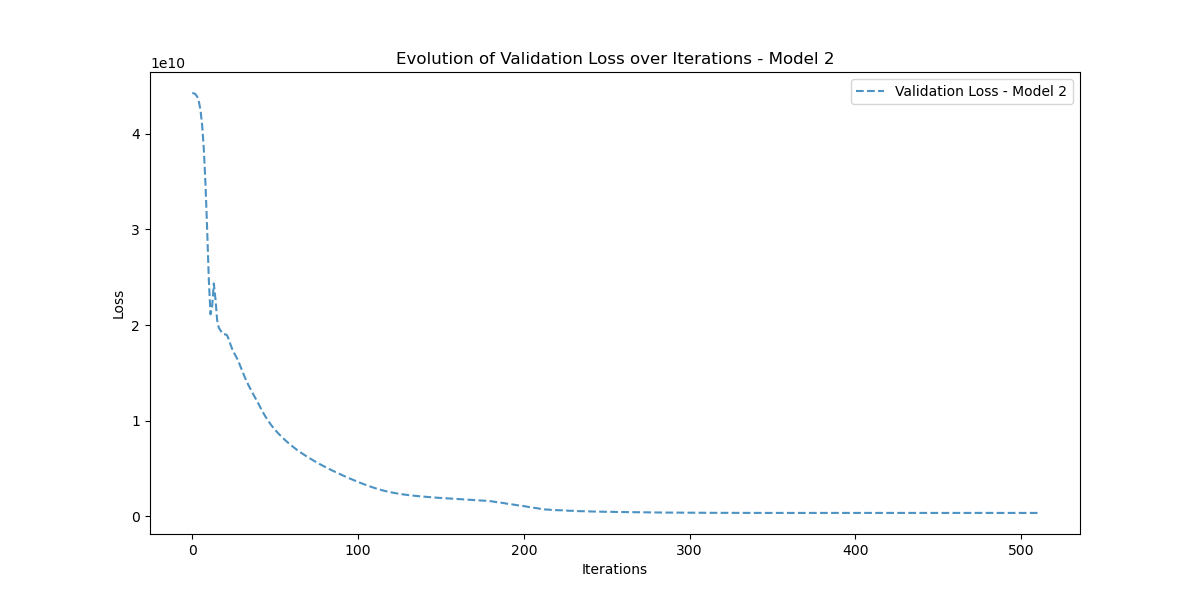 Evolution of Validation Loss over Iterations - Model 2
1e10
Validation Loss - Model 2
4
3
2
1
0
Loss
0 100 200 300 400 500
Iterations